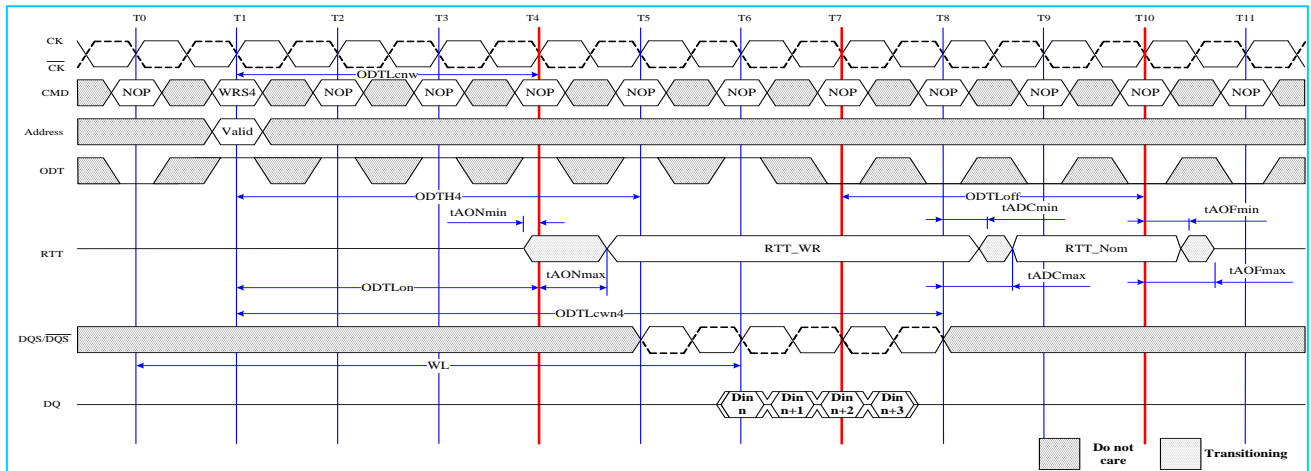 T0 T1 T2 T3 T4 T5 T6 T7 T8 T9 T10 T11
CK
CK
ODTLcnw
CMD NOP WRS4 NOP NOP NOP NOP NOP NOP NOP NOP NOP NOP
Address Valid
ODT
ODTH4 ODTLoff
tAONmin tADCmin tAOFmin
RTT RTT_WR RTT_Nom
tAONmax tADCmax tAOFmax
ODTLon
ODTLcwn4
DQS/DQS
WL
DQ Din n Din n+1 Din n+2 Din n+3
Do not care Transitioning